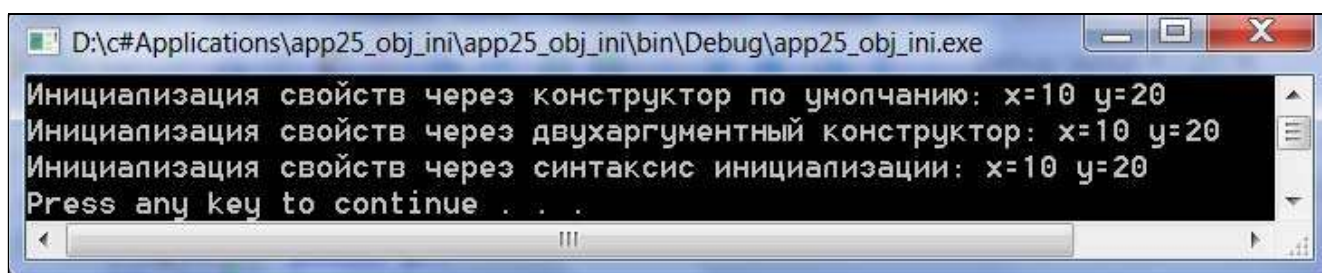 D:\c#Applications\app25_obj_ini\app25_obj_ini\bin\Debug\app25_obj_ini.exe
Инициализация свойств через конструктор по умолчанию: x=10 y=20
Инициализация свойств через двухаргументный конструктор: x=10 y=20
Инициализация свойств через синтаксис инициализации: x=10 y=20
Press any key to continue . . .